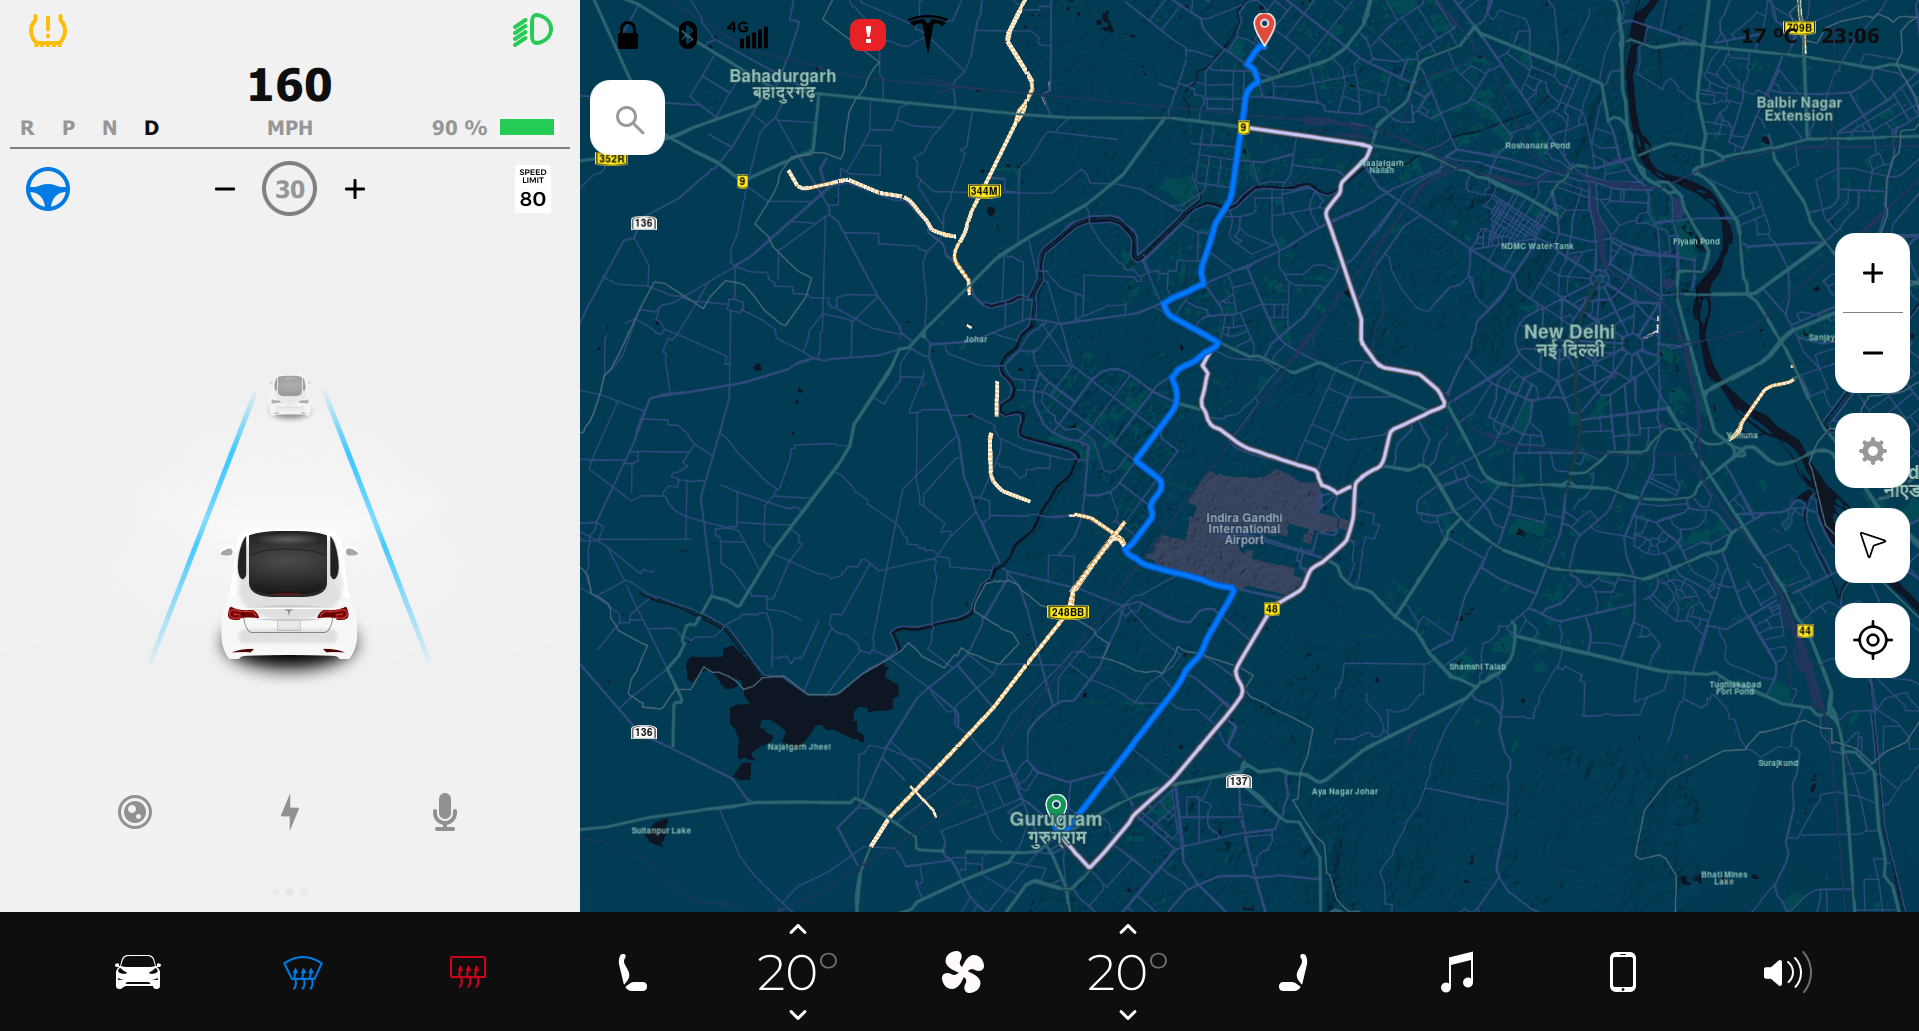 160
R P N D
MPH
90 %
30
SPEED
LIMIT
80
4G
!
17 ºC
23:06
709B
Bahadurgarh
बहादुरगढ़
Balbir Nagar
Extension
352R
9
9
344M
136
Roshanara Pond
Naajafgarh
Nallah
NDMC Water Tank
Flyash Pond
New Delhi
नई दिल्ली
Johar
Sanjay
Yamuna
Indira Gandhi
International
Airport
248BB
48
44
Shamshi Talab
Tughlakabad
Fort Pond
136
Najafgarh Jheel
137
Surajkund
Aya Nagar Johar
Gurugram
गुरुग्राम
Sultanpur Lake
Bhati Mines
Lake
20°
20°